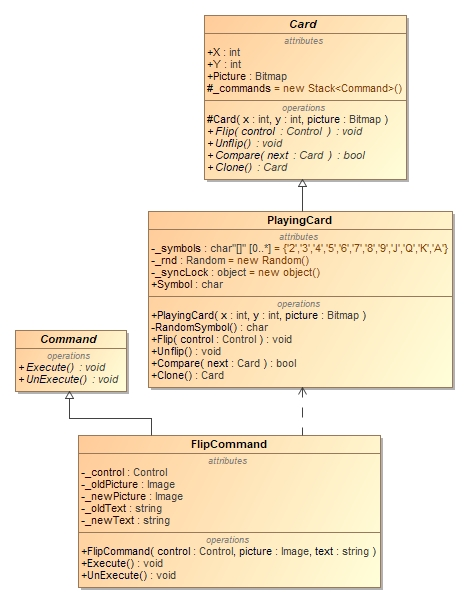 Card
attributes
+X : int
+Y : int
+Picture : Bitmap
#_commands = new Stack<Command>()
operations
#Card( x : int, y : int, picture : Bitmap )
+Flip( control : Control ) : void
+Unflip() : void
+Compare( next : Card ) : bool
+Clone() : Card
PlayingCard
attributes
-_symbols : char"[]" [0..*] = {'2','3','4','5','6','7','8','9','J','Q','K','A'}
-_rnd : Random = new Random()
-_syncLock : object = new object()
+Symbol : char
operations
+PlayingCard( x : int, y : int, picture : Bitmap )
-RandomSymbol() : char
+Flip( control : Control ) : void
+Unflip() : void
+Compare( next : Card ) : bool
+Clone() : Card
Command
operations
+Execute() : void
+UnExecute() : void
FlipCommand
attributes
-_control : Control
-_oldPicture : Image
-_newPicture : Image
-_oldText : string
-_newText : string
operations
+FlipCommand( control : Control, picture : Image, text : string )
+Execute() : void
+UnExecute() : void